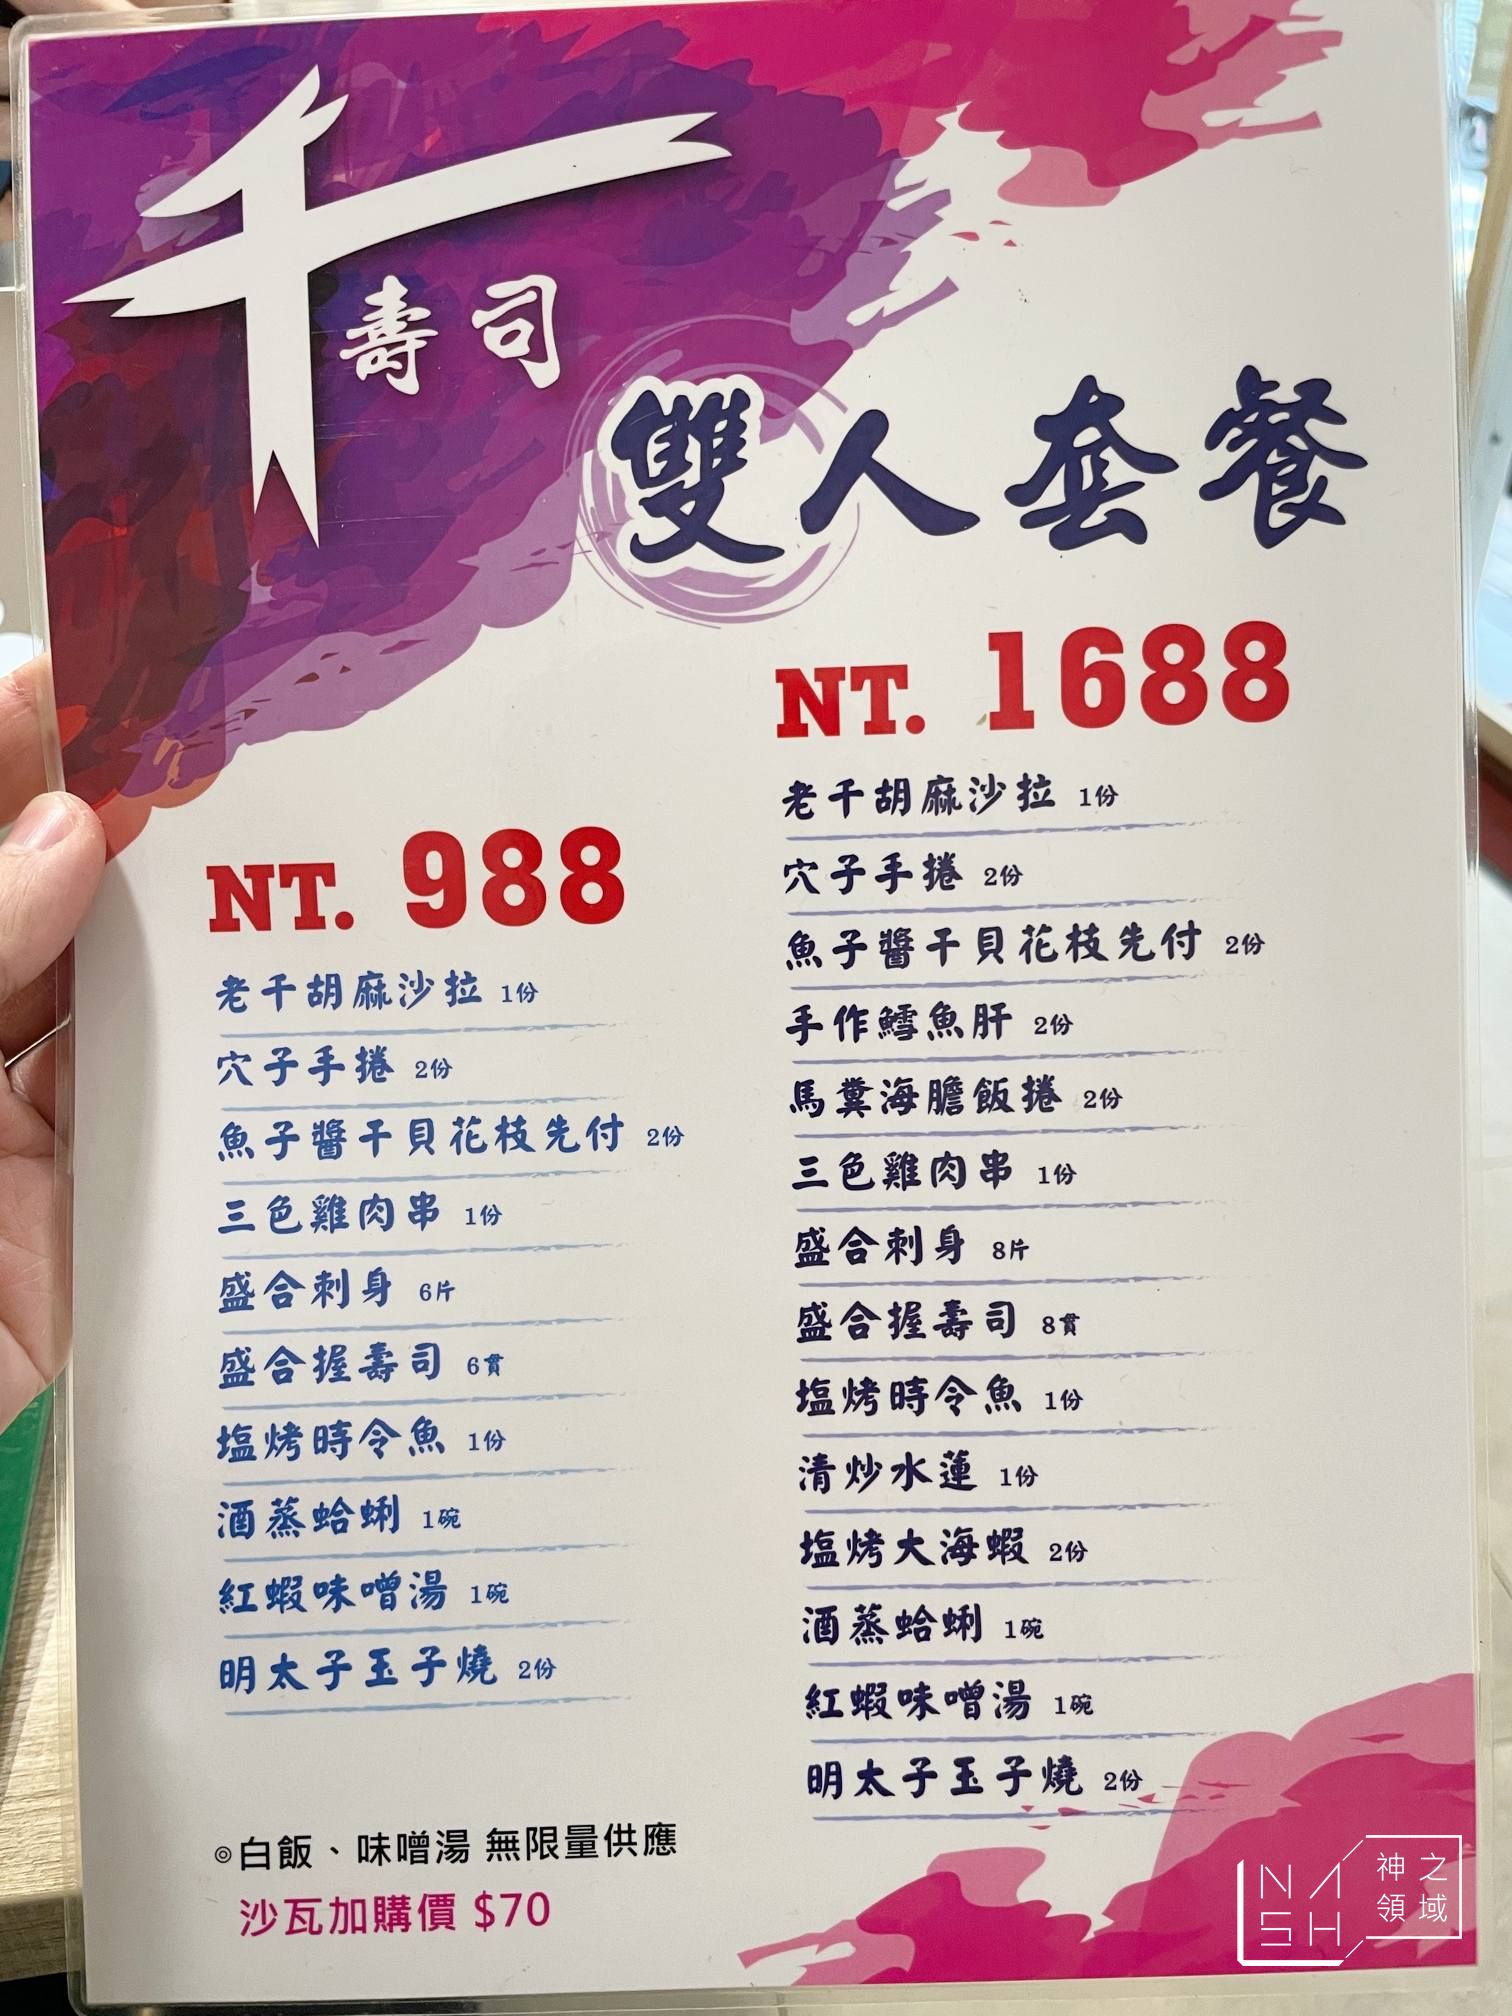 千
壽司
雙人套餐
NT. 988
老千胡麻沙拉 1份
穴子手捲 2份
魚子醬干貝花枝先付 2份
三色雞肉串 1份
盛合刺身 6片
盛合握壽司 6貫
塩烤時令魚 1份
酒蒸蛤蜊 1碗
紅蝦味噌湯 1碗
明太子玉子燒 2份
◎白飯、味噌湯 無限量供應
沙瓦加購價 $70
NT. 1688
老千胡麻沙拉 1份
穴子手捲 2份
魚子醬干貝花枝先付 2份
手作鱈魚肝 2份
馬糞海膽飯捲 2份
三色雞肉串 1份
盛合刺身 8片
盛合握壽司 8貫
塩烤時令魚 1份
清炒水蓮 1份
塩烤大海蝦 2份
酒蒸蛤蜊 1碗
紅蝦味噌湯 1碗
明太子玉子燒 2份
NASH
神之領域